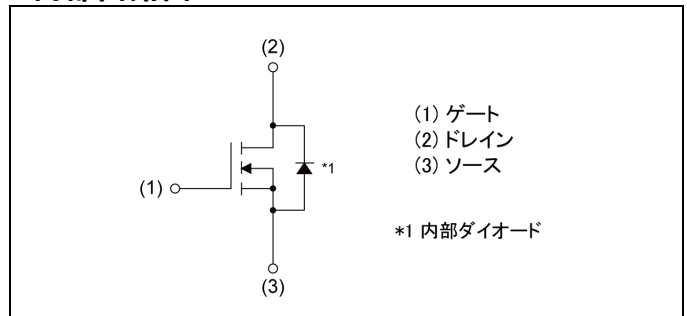 (2)
(1) ゲート
(2) ドレイン
(3) ソース
*1
(1)
*1 内部ダイオード
(3)